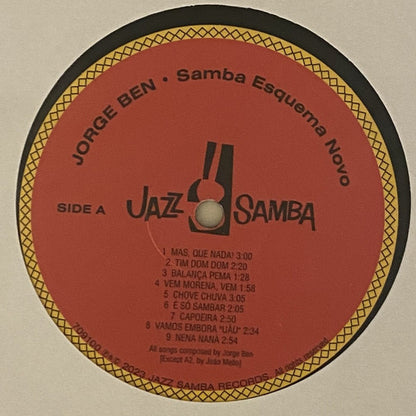 JORGE BEN • Samba Esquema Novo
SIDE A
JAZZ SAMBA
1 MAS, QUE NADA! 3:00
2 TIM DOM DOM 2:20
3 BALANÇA PEMA 1:28
4 VEM MORENA, VEM 1:58
5 CHOVE CHUVA 3:05
6 É SÓ SAMBAR 2:05
7 CAPOEIRA 2:50
8 VAMOS EMBORA "UÁU" 2:34
9 NENA NANÃ 2:54
All songs composed by Jorge Ben
[Except A2, by João Mello]
709100 ℗ & © 2023 JAZZ SAMBA RECORDS. All rights reserved.